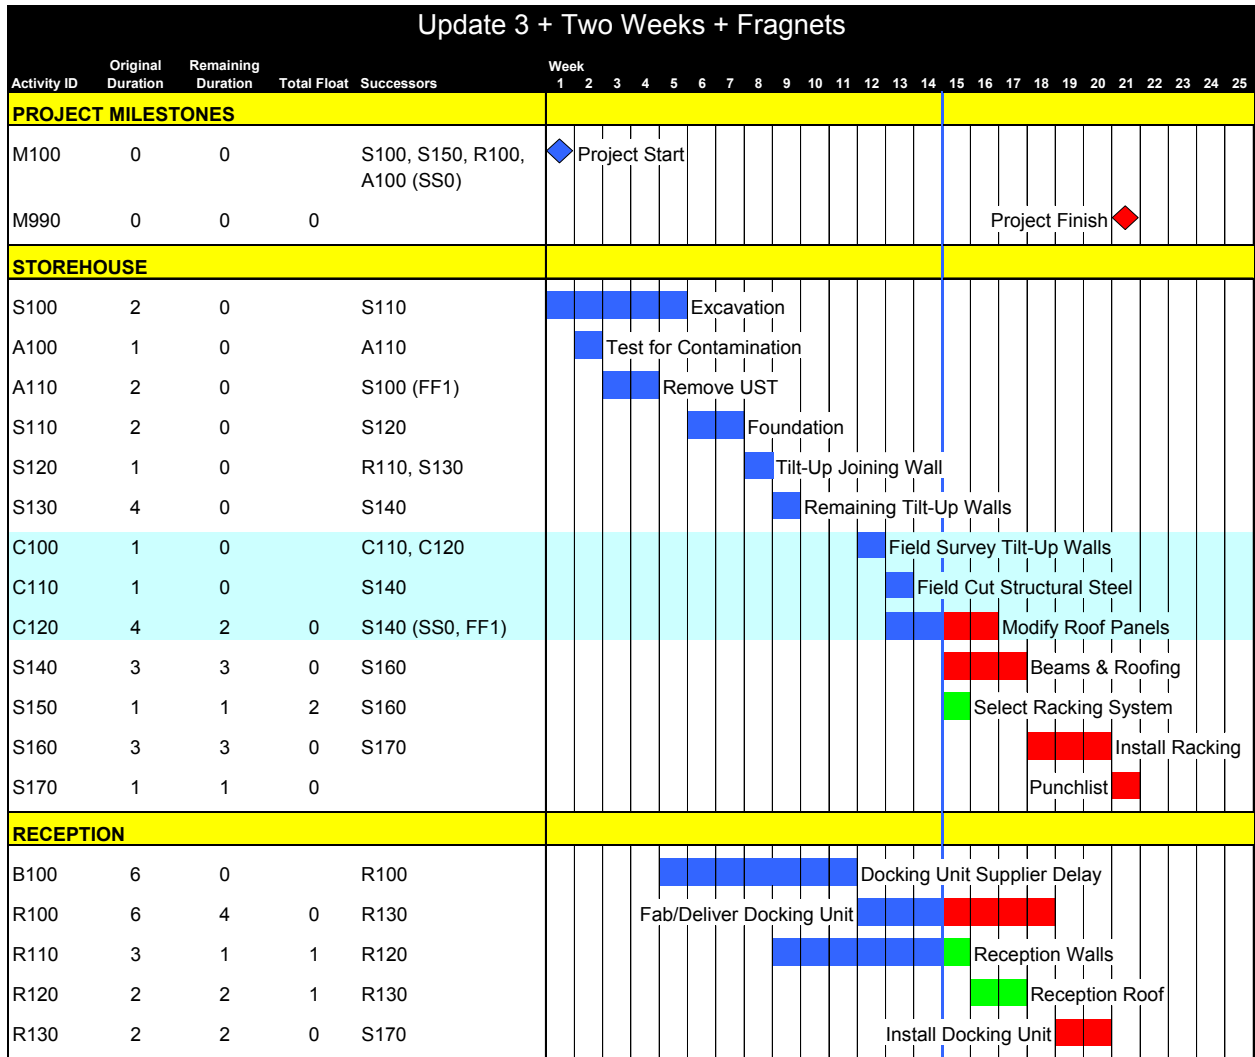 Update 3 + Two Weeks + Fragnets
Original Remaining Week
Activity ID Duration Duration Total Float Successors 1 2 3 4 5 6 7 8 9 10 11 12 13 14 15 16 17 18 19 20 21 22 23 24 25
PROJECT MILESTONES
M100 0 0 S100, S150, R100, Project Start
A100 (SS0)
M990 0 0 0 Project Finish
STOREHOUSE
S100 2 0 S110 Excavation
A100 1 0 A110 Test for Contamination
A110 2 0 S100 (FF1) Remove UST
S110 2 0 S120 Foundation
S120 1 0 R110, S130 Tilt-Up Joining Wall
S130 4 0 S140 Remaining Tilt-Up Walls
C100 1 0 C110, C120 Field Survey Tilt-Up Walls
C110 1 0 S140 Field Cut Structural Steel
C120 4 2 0 S140 (SS0, FF1) Modify Roof Panels
S140 3 3 0 S160 Beams & Roofing
S150 1 1 2 S160 Select Racking System
S160 3 3 0 S170 Install Racking
S170 1 1 0 Punchlist
RECEPTION
B100 6 0 R100 Docking Unit Supplier Delay
R100 6 4 0 R130 Fab/Deliver Docking Unit
R110 3 1 1 R120 Reception Walls
R120 2 2 1 R130 Reception Roof
R130 2 2 0 S170 Install Docking Unit